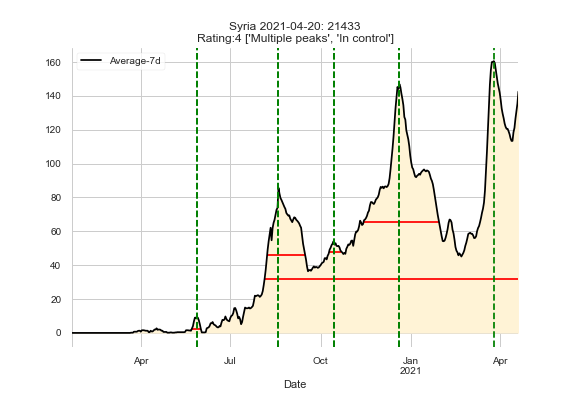 Syria 2021-04-20: 21433
Rating:4 ['Multiple peaks', 'In control']
Average-7d
160
140
120
100
80
60
40
20
0
Apr Jul Oct Jan Apr
2021
Date